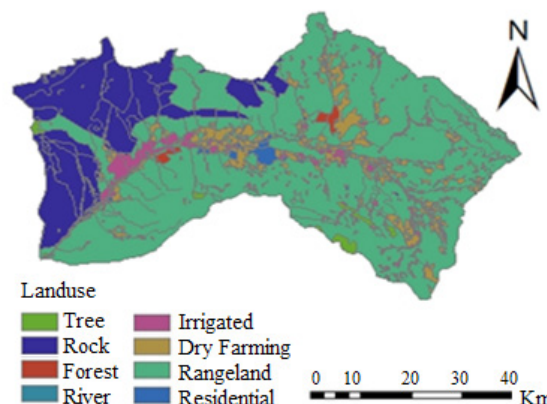 N
Landuse
Tree
Irrigated
Rock
Dry Farming
Forest
Rangeland
River
Residential
0 10 20 30 40
Km